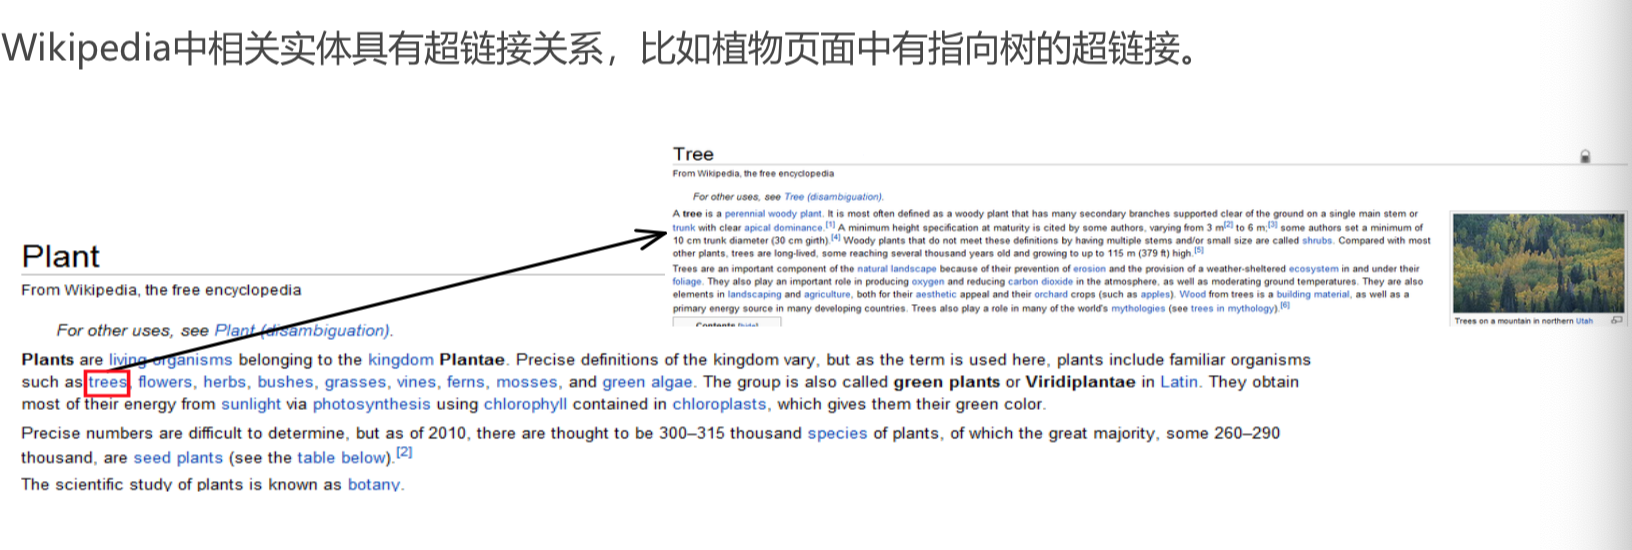 Wikipedia中相关实体具有超链接关系，比如植物页面中有指向树的超链接。
Tree
From Wikipedia, the free encyclopedia
For other uses, see Tree (disambiguation).
A tree is a perennial woody plant. It is most often defined as a woody plant that has many secondary branches supported clear of the ground on a single main stem or
trunk with clear apical dominance.[1] A minimum height specification at maturity is cited by some authors, varying from 3 m[2] to 6 m;[3] some authors set a minimum of
10 cm trunk diameter (30 cm girth).[4] Woody plants that do not meet these definitions by having multiple stems and/or small size are called shrubs. Compared with most
other plants, trees are long-lived, some reaching several thousand years old and growing to up to 115 m (379 ft) high.[5]
Trees are an important component of the natural landscape because of their prevention of erosion and the provision of a weather-sheltered ecosystem in and under their
foliage. They also play an important role in producing oxygen and reducing carbon dioxide in the atmosphere, as well as moderating ground temperatures. They are also
elements in landscaping and agriculture, both for their aesthetic appeal and their orchard crops (such as apples). Wood from trees is a building material, as well as a
primary energy source in many developing countries. Trees also play a role in many of the world's mythologies (see trees in mythology).[6]
Contents
Trees on a mountain in northern Utah
Plant
From Wikipedia, the free encyclopedia
For other uses, see Plant (disambiguation).
Plants are living organisms belonging to the kingdom Plantae. Precise definitions of the kingdom vary, but as the term is used here, plants include familiar organisms
such as trees, flowers, herbs, bushes, grasses, vines, ferns, mosses, and green algae. The group is also called green plants or Viridiplantae in Latin. They obtain
most of their energy from sunlight via photosynthesis using chlorophyll contained in chloroplasts, which gives them their green color.
Precise numbers are difficult to determine, but as of 2010, there are thought to be 300–315 thousand species of plants, of which the great majority, some 260–290
thousand, are seed plants (see the table below).[2]
The scientific study of plants is known as botany.